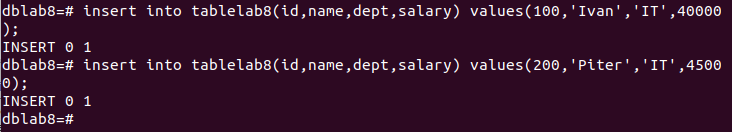 dblab8=# insert into tablelab8(id,name,dept,salary) values(100,'Ivan','IT',40000
);
INSERT 0 1
dblab8=# insert into tablelab8(id,name,dept,salary) values(200,'Piter','IT',4500
0);
INSERT 0 1
dblab8=#